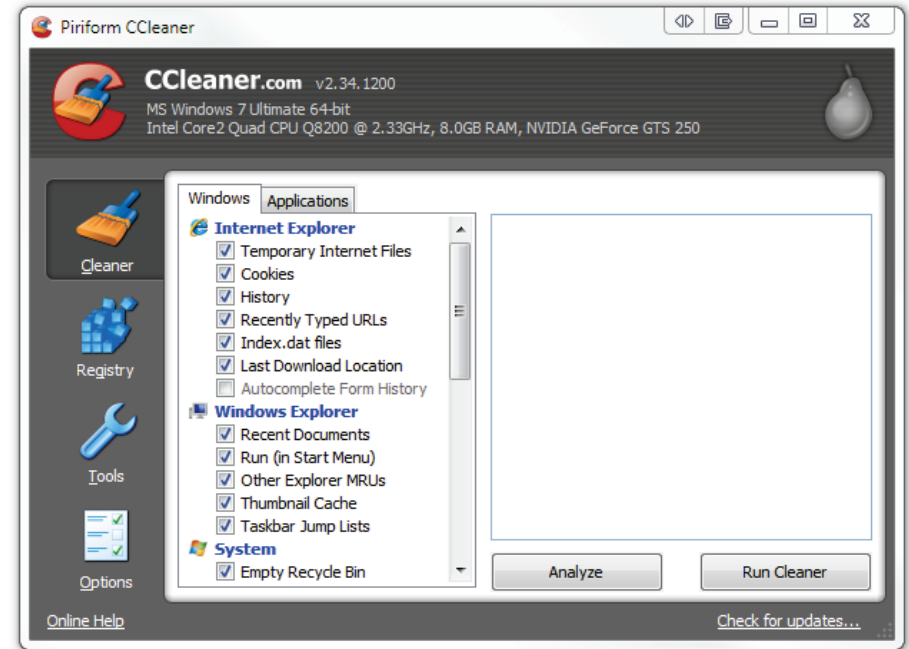 Piriform CCleaner
CCleaner.com v2.34.1200
MS Windows 7 Ultimate 64-bit
Intel Core2 Quad CPU Q8200 @ 2.33GHz, 8.0GB RAM, NVIDIA GeForce GTS 250
Cleaner
Registry
Tools
Options
Windows Applications
Internet Explorer
Temporary Internet Files
Cookies
History
Recently Typed URLs
Index.dat files
Last Download Location
Autocomplete Form History
Windows Explorer
Recent Documents
Run (in Start Menu)
Other Explorer MRUs
Thumbnail Cache
Taskbar Jump Lists
System
Empty Recycle Bin
Analyze Run Cleaner
Online Help Check for updates...